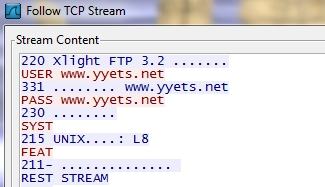 Follow TCP Stream
Stream Content
220 Xlight FTP 3.2 .......
USER www.yyets.net
331 ........ www.yyets.net
PASS www.yyets.net
230 ........
SYST
215 UNIX....: L8
FEAT
211- ..............
REST STREAM